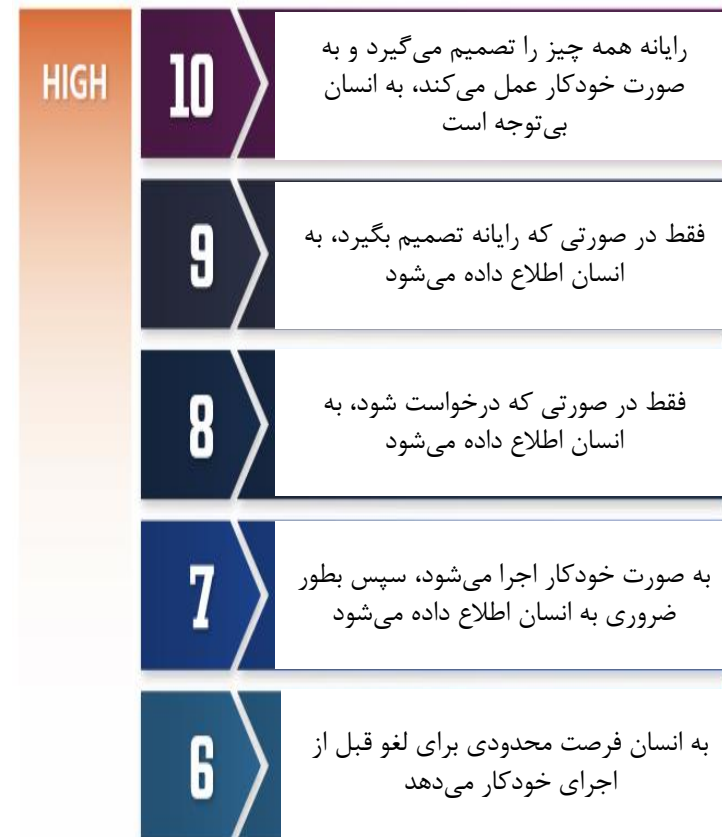 HIGH
10
رایانه همه چیز را تصمیم می‌گیرد و به
صورت خودکار عمل می‌کند، به انسان
بی‌توجه است
9
فقط در صورتی که رایانه تصمیم بگیرد، به
انسان اطلاع داده می‌شود
8
فقط در صورتی که درخواست شود، به
انسان اطلاع داده می‌شود
7
به صورت خودکار اجرا می‌شود، سپس بطور
ضروری به انسان اطلاع داده می‌شود
6
به انسان فرصت محدودی برای لغو قبل از
اجرای خودکار می‌دهد